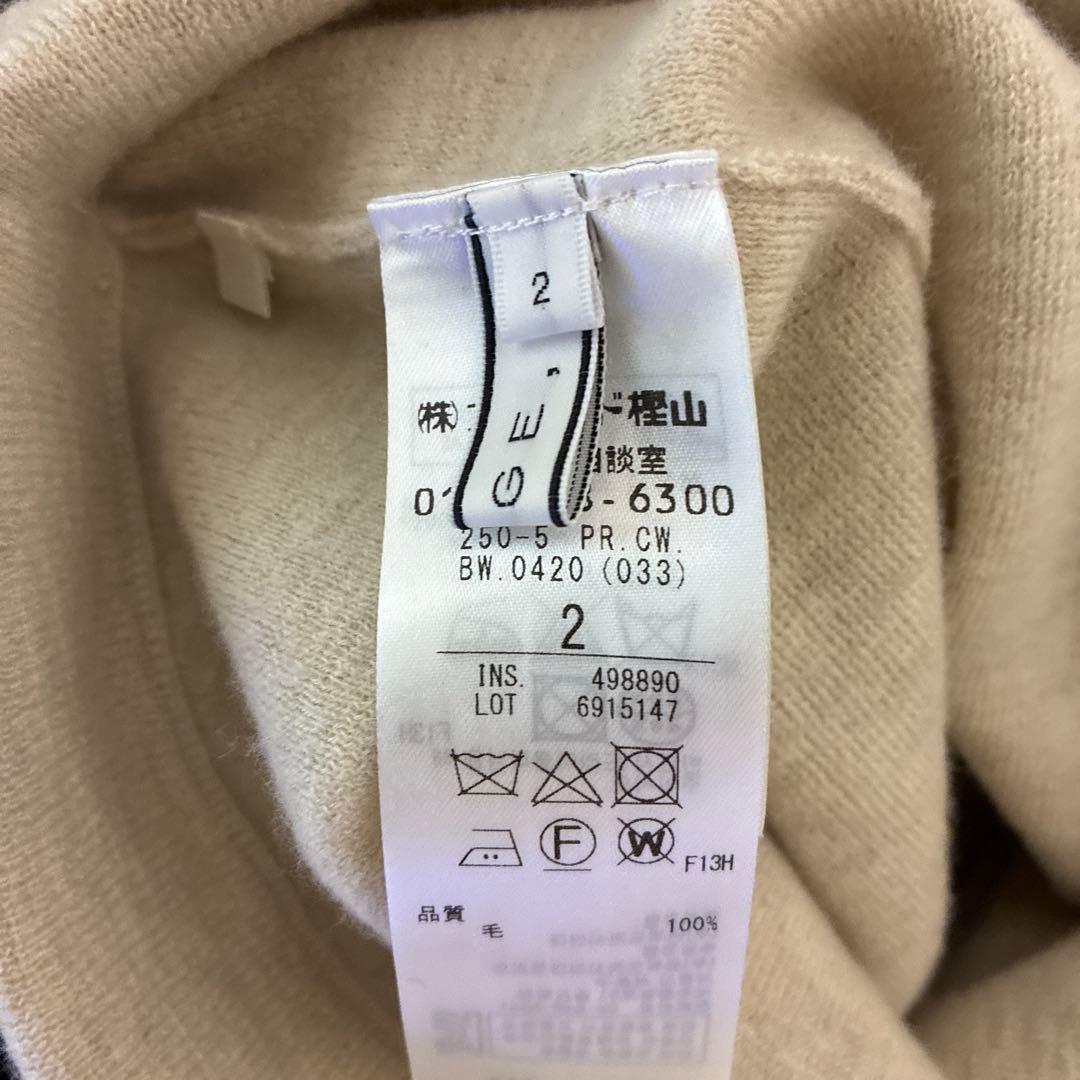 2
GE,
(株) ド樫山
談室
6300
250-5 PR.CW.
BW.0420 (033)
2
INS. 498890
LOT 6915147
F
W
F13H
品質
毛 100%